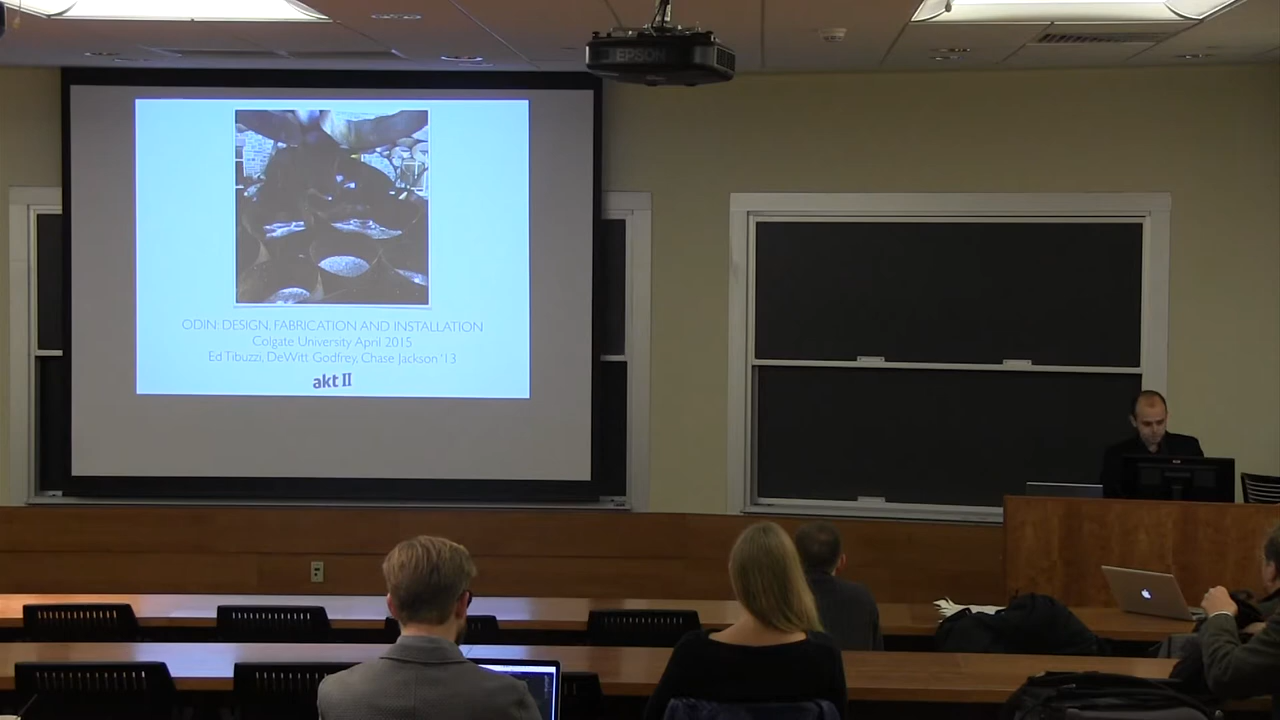 EPSON
ODIN: DESIGN, FABRICATION AND INSTALLATION
Colgate University April 2015
Ed Tibuzzi, DeWitt Godfrey, Chase Jackson '13
akt II